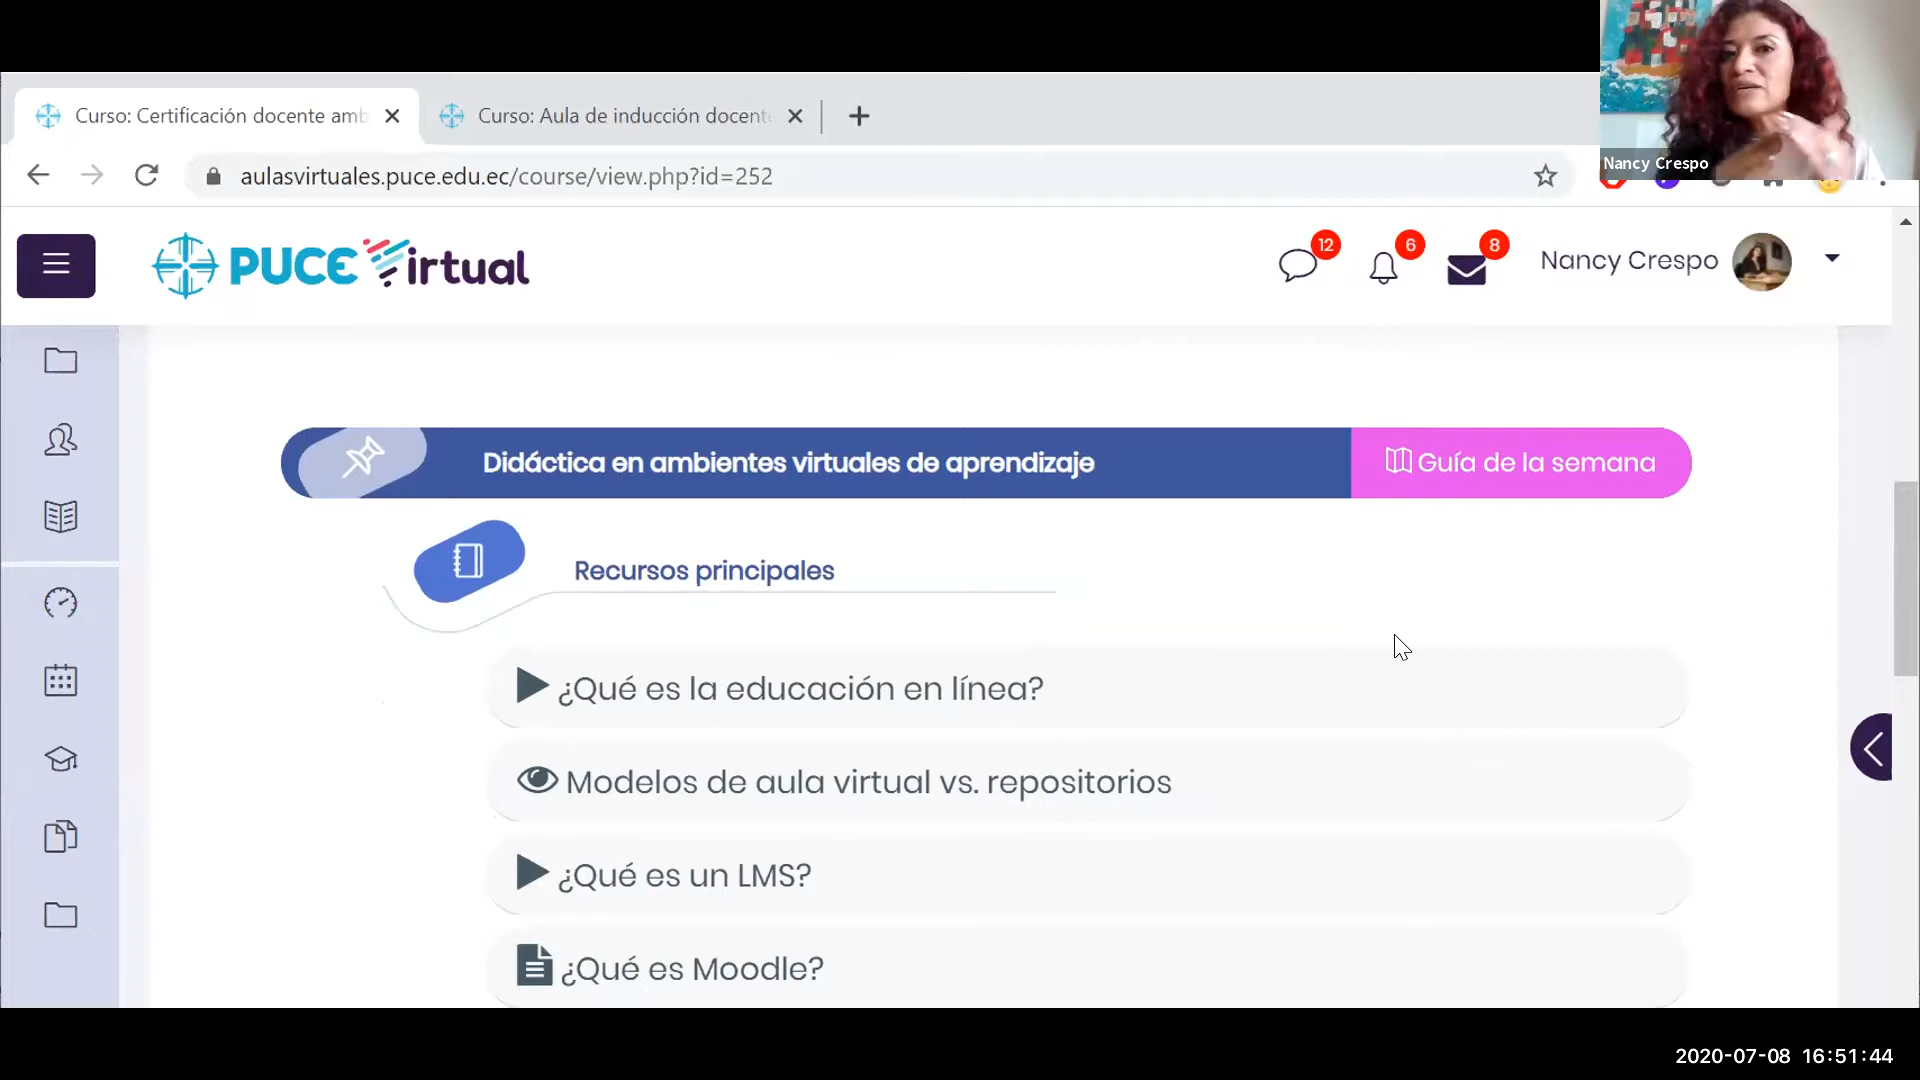 Curso: Certificación docente amb
Curso: Aula de inducción docent
Nancy Crespo
aulasvirtuales.puce.edu.ec/course/view.php?id=252
PUCE Virtual
12
6
8
Nancy Crespo
Didáctica en ambientes virtuales de aprendizaje
Guía de la semana
Recursos principales
¿Qué es la educación en línea?
Modelos de aula virtual vs. repositorios
¿Qué es un LMS?
¿Qué es Moodle?
2020-07-08 16:51:44